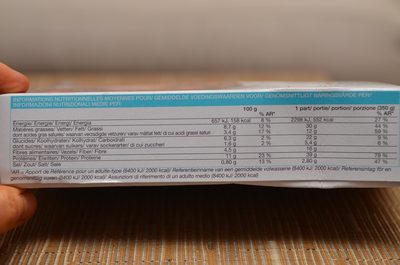 INFORMATIONS NUTRITIONNELLES MOYENNES POUR/ GEMIDDELDE VOEDINGSWAARDEN VOOR/ GENOMSNITTLIGT NÄRINGSVÄRDE PER/
INFORMAZIONI NUTRIZIONALI MEDIE PER:
100 g 1 part/ portie/ portion/ porzione (350 g)
% AR* % AR*
Énergie/ Energie/ Energi/ Energia 657 kJ, 158 kcal 8 % 2298 kJ, 552 kcal 27 %
Matières grasses/ Vetten/ Fett/ Grassi 8,7 g 12 % 30 g 44 %
dont acides gras saturés/ waarvan verzadigde vetzuren/ varav mättat fett/ di cui acidi grassi saturi 3,4 g 17 % 12 g 59 %
Glucides/ Koolhydraten/ Kolhydrat/ Carboidrati 6,3 g 2 % 22 g 9 %
dont sucres/ waarvan suikers/ varav sockerarter/ di cui zuccheri 1,6 g 2 % 5,4 g 6 %
Fibres alimentaires/ Vezels/ Fiber/ Fibre 4,5 g 16 g
Protéines/ Eiwitten/ Protein/ Proteine 11 g 23 % 39 g 79 %
Sel/ Zout/ Salt/ Sale 0,80 g 13 % 2,80 g 47 %
*AR = Apport de Référence pour un adulte-type (8400 kJ/ 2000 kcal)/ Referentieinname van een gemiddelde volwassene (8400 kJ/ 2000 kcal)/ Referensintag för en
genomsnittlig vuxen (8400 kJ/ 2000 kcal)/ Assunzioni di riferimento di un adulto medio (8400 kJ/ 2000 kcal)